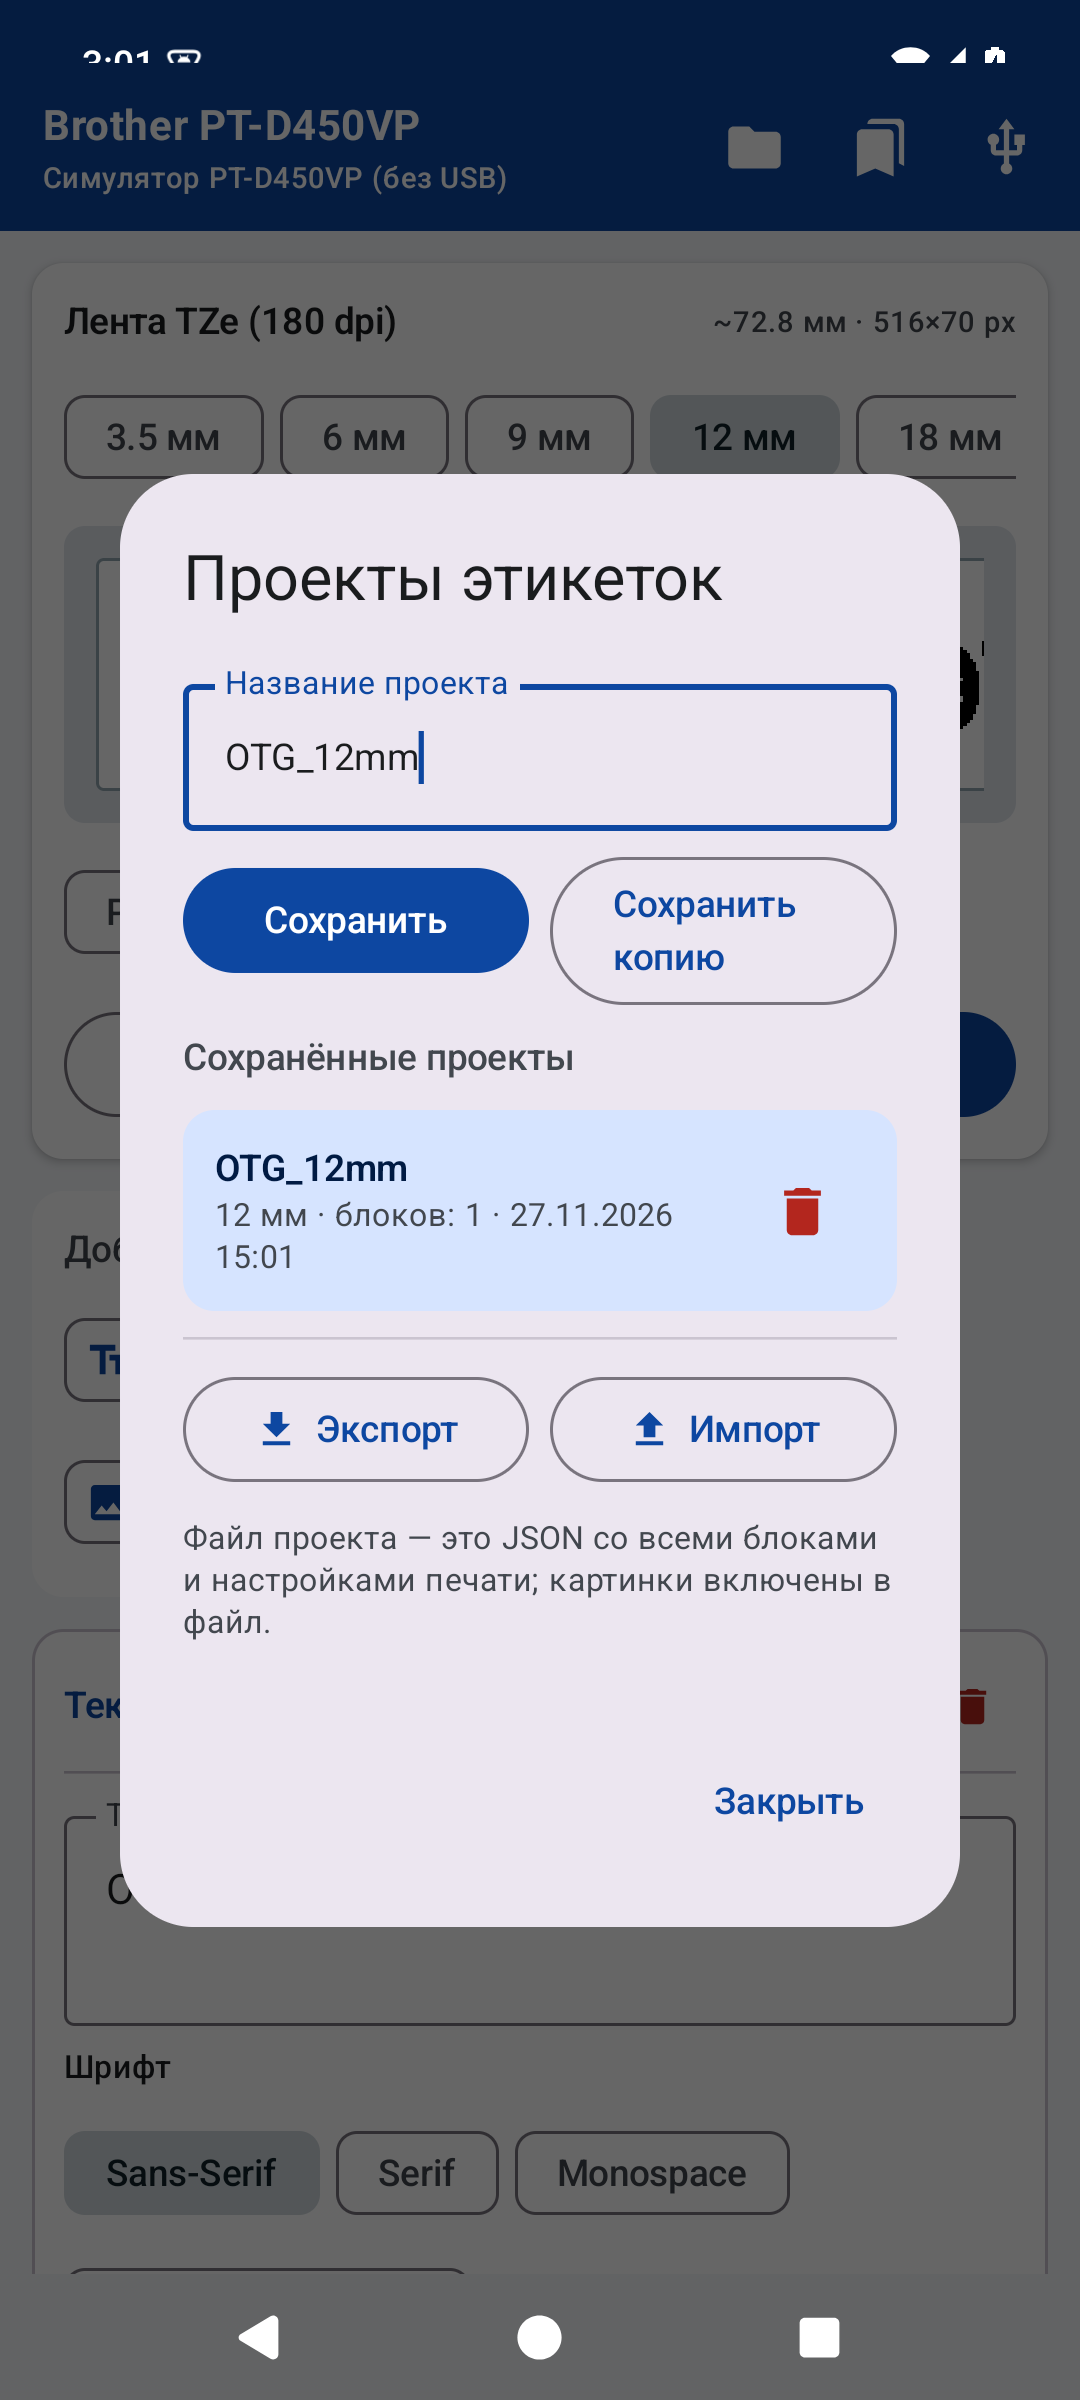 3:01
Brother PT-D450VP
Симулятор PT-D450VP (без USB)
Лента TZe (180 dpi)
~72.8 мм · 516×70 px
3.5 мм
6 мм
9 мм
12 мм
18 мм
Проекты этикеток
Название проекта
OTG_12mm
Сохранить
Сохранить
копию
Сохранённые проекты
OTG_12mm
12 мм · блоков: 1 · 27.11.2026
15:01
Экспорт
Импорт
Файл проекта — это JSON со всеми блоками
и настройками печати; картинки включены в
файл.
Закрыть
Шрифт
Sans-Serif
Serif
Monospace